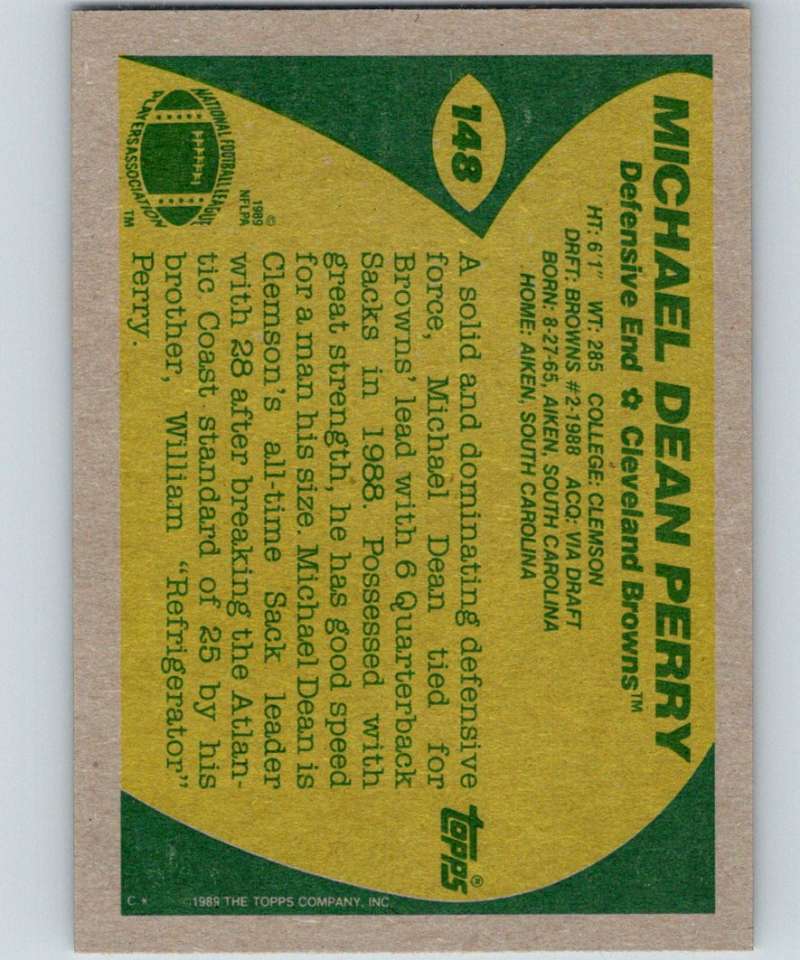 148
MICHAEL DEAN PERRY
Defensive End ✿ Cleveland Browns™
HT: 6'1" WT: 285 COLLEGE: CLEMSON
DRFT: BROWNS #2-1988 ACQ: VIA DRAFT
BORN: 8-27-65, AIKEN, SOUTH CAROLINA
HOME: AIKEN, SOUTH CAROLINA
A solid and dominating defensive
force, Michael Dean tied for
Browns' lead with 6 Quarterback
Sacks in 1988. Possessed with
great strength, he has good speed
for a man his size. Michael Dean is
Clemson's all-time Sack leader
with 28 after breaking the Atlan-
tic Coast standard of 25 by his
brother, William "Refrigerator"
Perry.
topps®
©
1989
NFLPA
NATIONAL FOOTBALL LEAGUE
PLAYERS ASSOCIATION
™
C * ©1989 THE TOPPS COMPANY, INC.